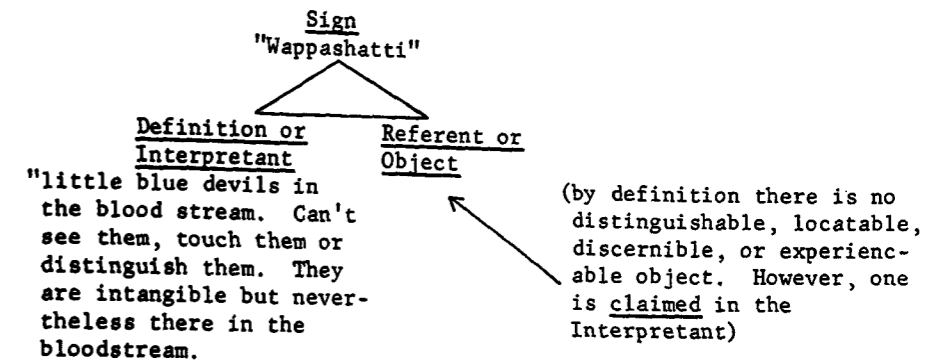 Sign
"Wappashatti"
Definition or
Interpretant
"little blue devils in
the blood stream. Can't
see them, touch them or
distinguish them. They
are intangible but never-
theless there in the
bloodstream.
Referent or
Object
(by definition there is no
distinguishable, locatable,
discernible, or experienc-
able object. However, one
is claimed in the
Interpretant)